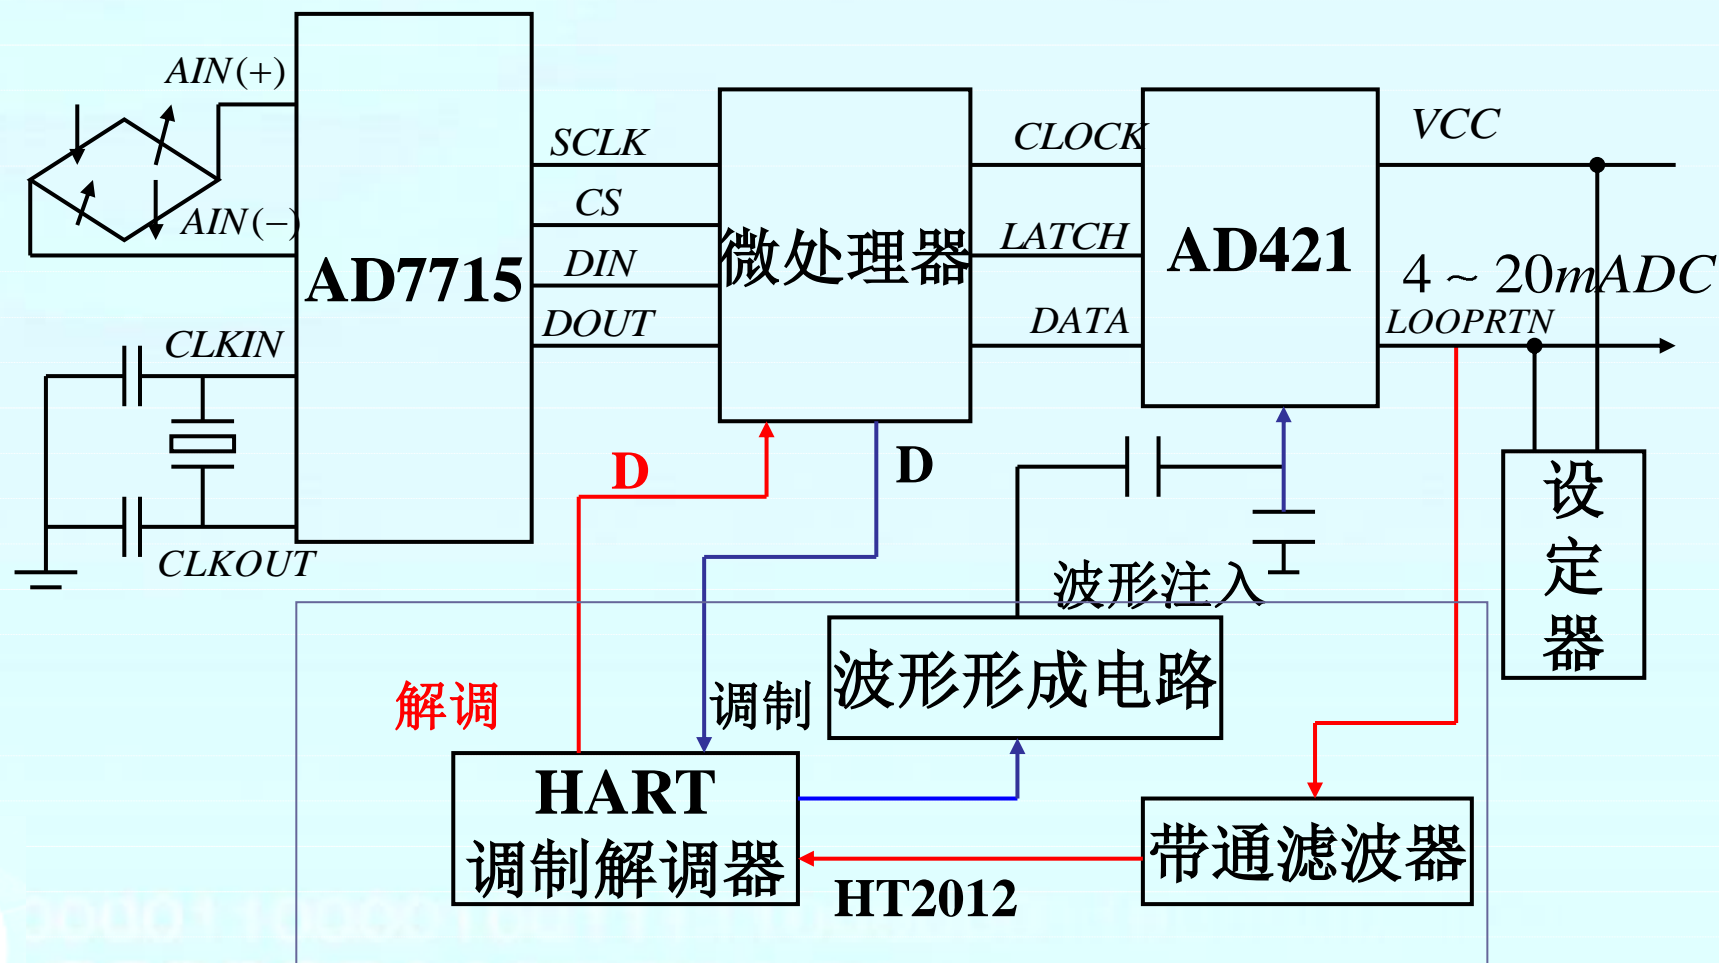 AIN(+)
AIN(−)
AD7715
CLKIN
CLKOUT
SCLK
CS
DIN
DOUT
微处理器
CLOCK
LATCH
DATA
AD421
VCC
4 ~ 20mADC
LOOPRTN
D
D
设
定
器
波形注入
波形形成电路
解调
调制
HART
调制解调器
HT2012
带通滤波器